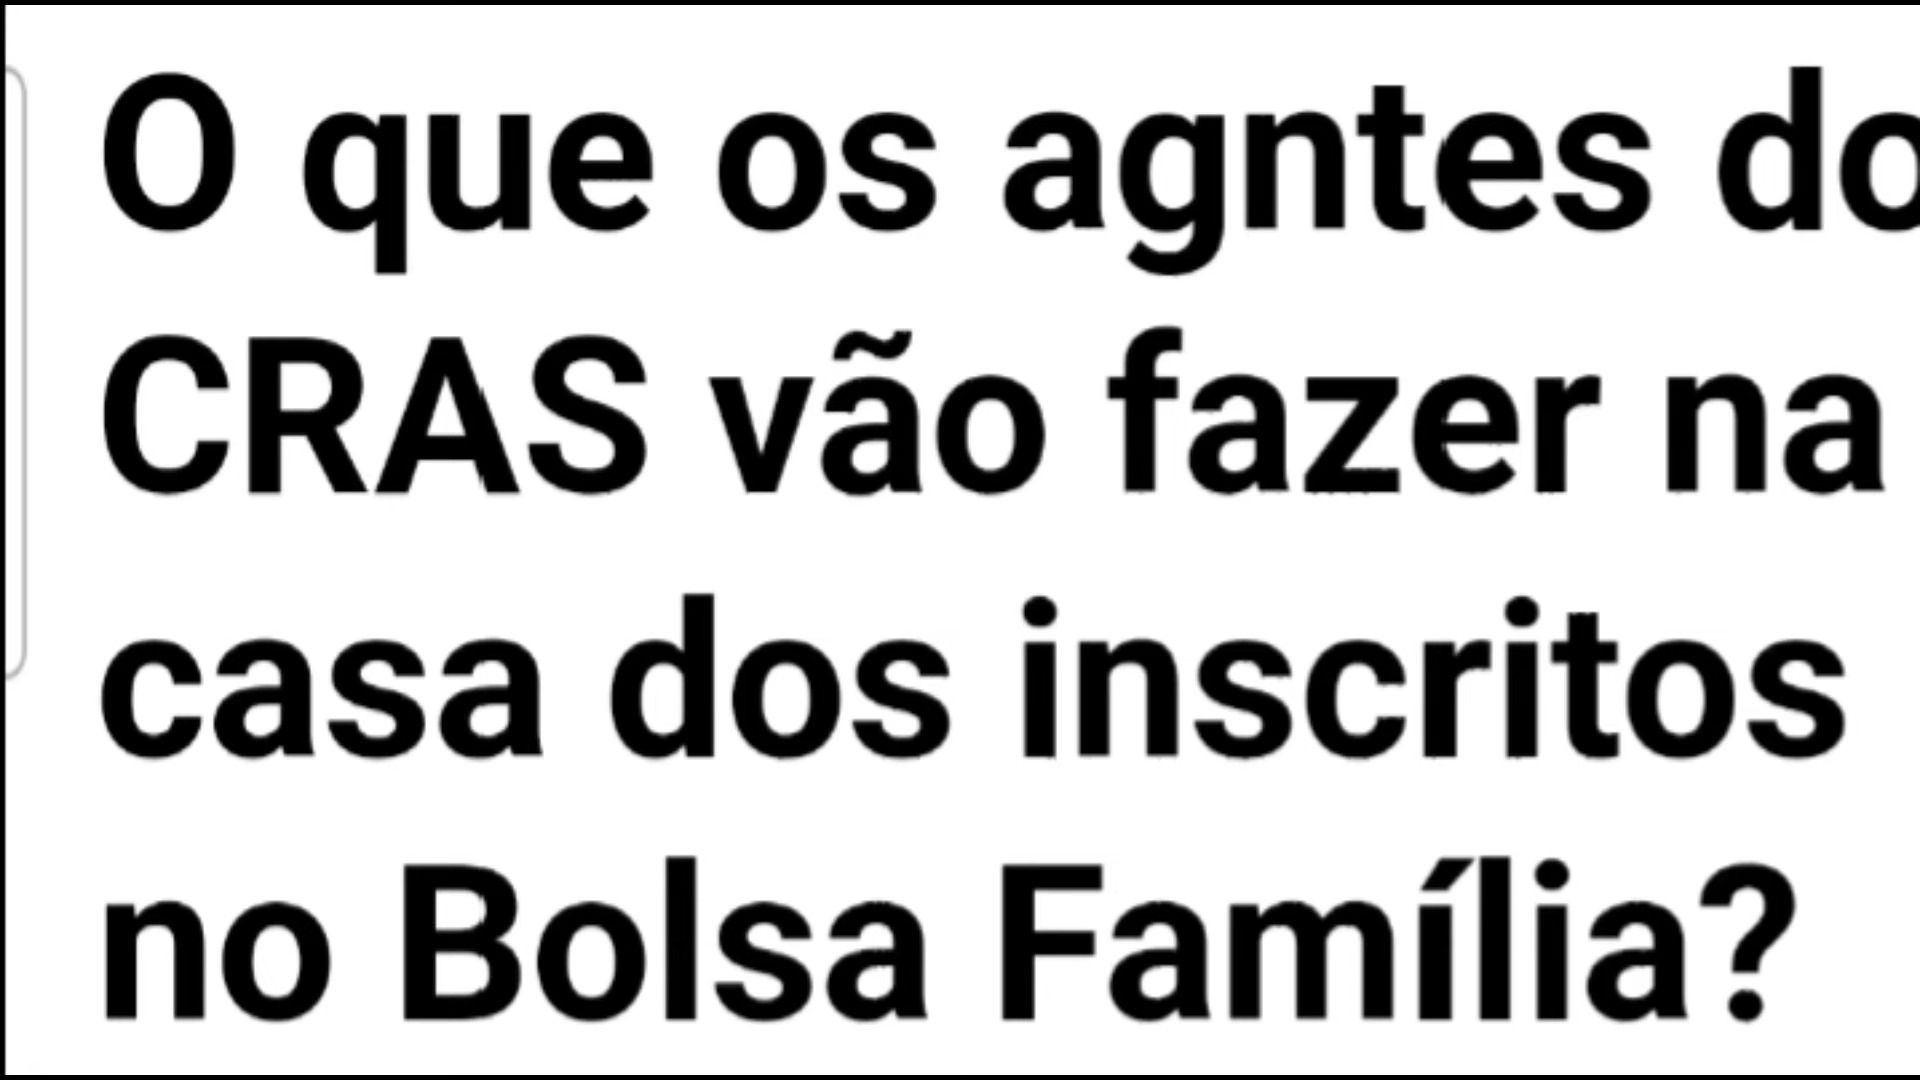 O que os agntes do
CRAS vão fazer na
casa dos inscritos
no Bolsa Família?